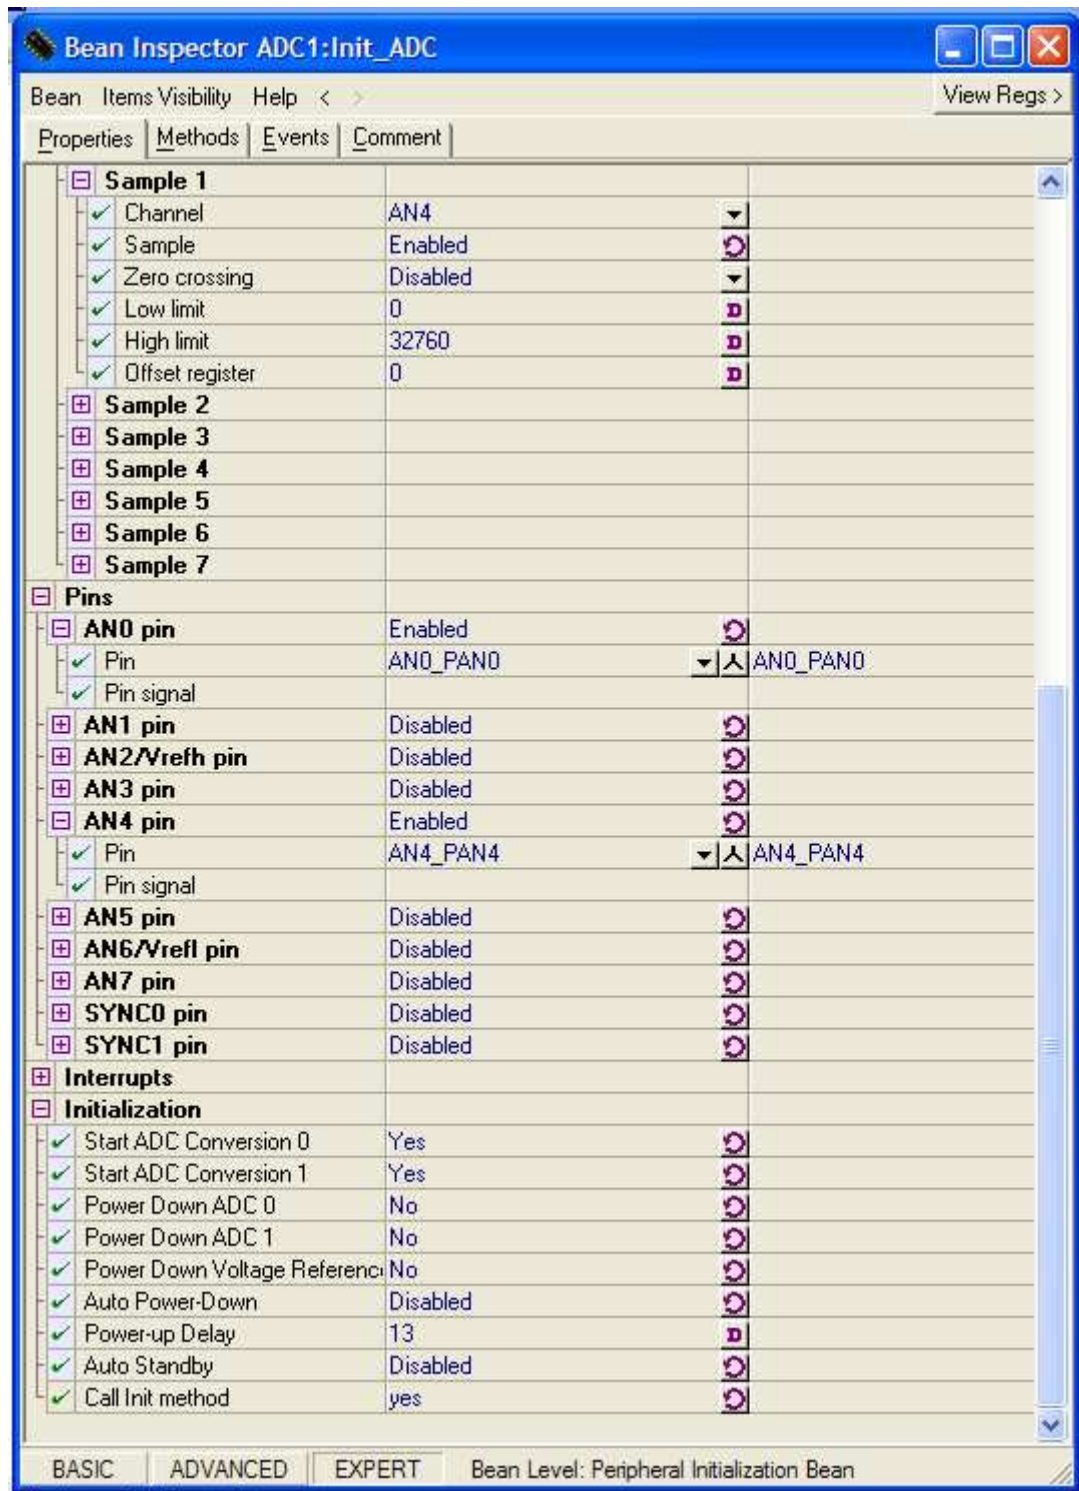 Bean Inspector ADC1:Init_ADC
Bean Items Visibility Help < > View Regs >
Properties Methods Events Comment
Sample 1
Channel AN4
Sample Enabled
Zero crossing Disabled
Low limit 0 D
High limit 32760 D
Offset register 0 D
Sample 2
Sample 3
Sample 4
Sample 5
Sample 6
Sample 7
Pins
AN0 pin Enabled
Pin AN0_PAN0 AN0_PAN0
Pin signal
AN1 pin Disabled
AN2/Vrefh pin Disabled
AN3 pin Disabled
AN4 pin Enabled
Pin AN4_PAN4 AN4_PAN4
Pin signal
AN5 pin Disabled
AN6/Vrefl pin Disabled
AN7 pin Disabled
SYNC0 pin Disabled
SYNC1 pin Disabled
Interrupts
Initialization
Start ADC Conversion 0 Yes
Start ADC Conversion 1 Yes
Power Down ADC 0 No
Power Down ADC 1 No
Power Down Voltage Referenc No
Auto Power-Down Disabled
Power-up Delay 13 D
Auto Standby Disabled
Call Init method yes
BASIC ADVANCED EXPERT Bean Level: Peripheral Initialization Bean